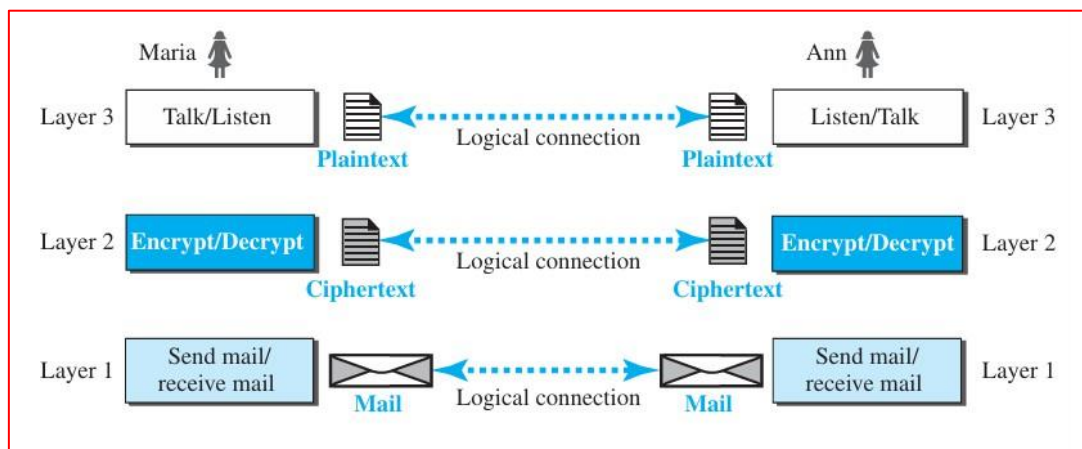 Maria
Ann
Layer 3
Talk/Listen
Plaintext
Logical connection
Plaintext
Listen/Talk
Layer 3
Layer 2
Encrypt/Decrypt
Ciphertext
Logical connection
Ciphertext
Encrypt/Decrypt
Layer 2
Layer 1
Send mail/
receive mail
Mail
Logical connection
Mail
Send mail/
receive mail
Layer 1